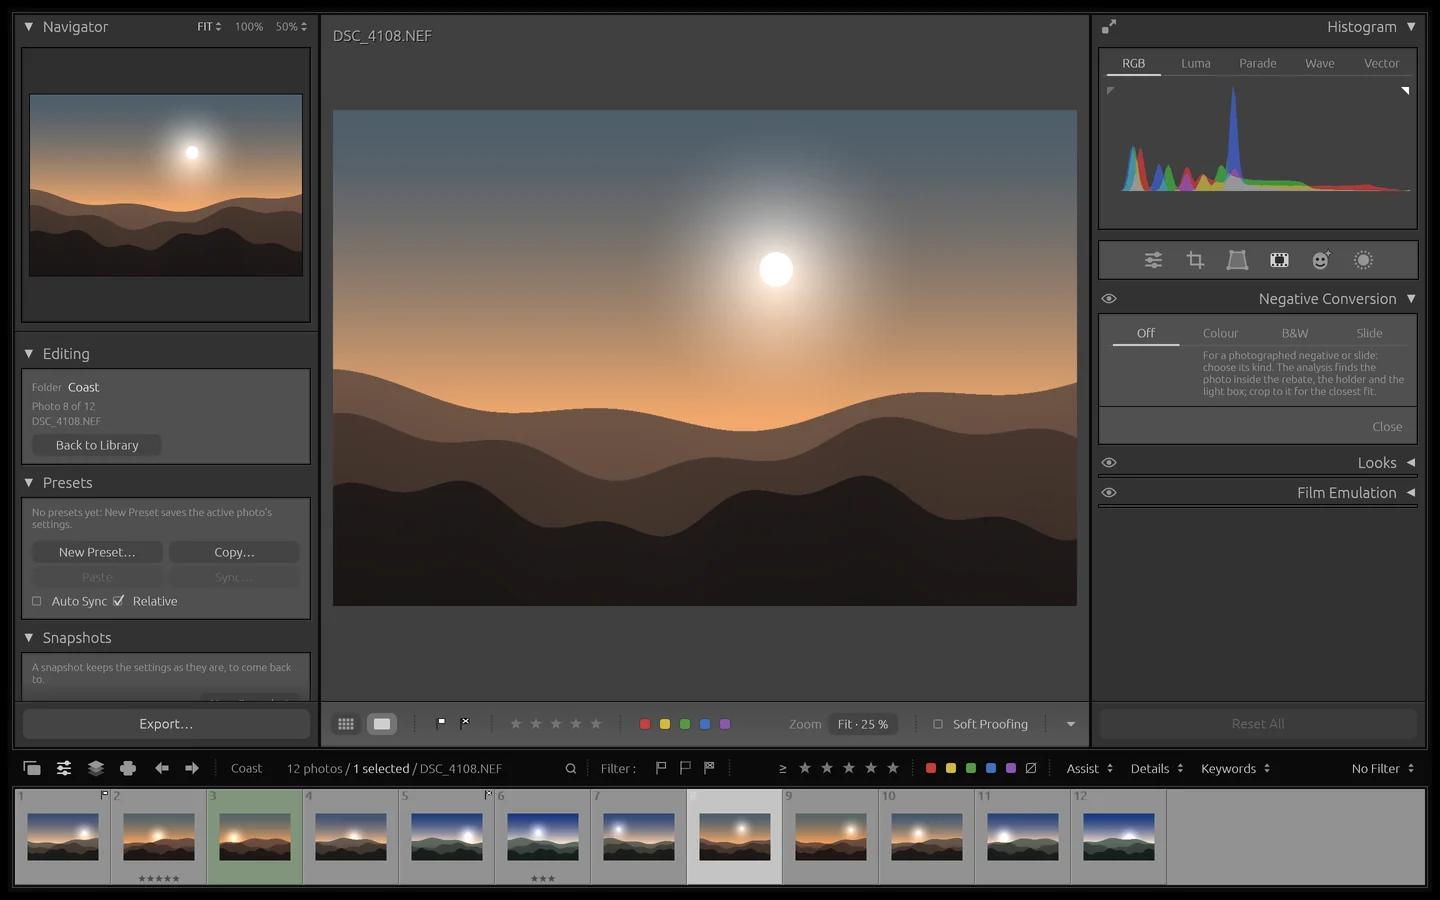 Navigator
FIT 100% 50%
DSC_4108.NEF
Histogram
RGB Luma Parade Wave Vector
Negative Conversion
Off Colour B&W Slide
For a photographed negative or slide:
choose its kind. The analysis finds the
photo inside the rebate, the holder and the
light box; crop to it for the closest fit.
Close
Looks
Film Emulation
Editing
Folder Coast
Photo 8 of 12
DSC_4108.NEF
Back to Library
Presets
No presets yet: New Preset saves the active photo's
settings.
New Preset... Copy...
Paste Sync...
Auto Sync Relative
Snapshots
A snapshot keeps the settings as they are, to come back
to.
Export...
Zoom Fit · 25 % Soft Proofing
Reset All
Coast 12 photos / 1 selected / DSC_4108.NEF Filter : ≥ Assist Details Keywords No Filter
1 2 3 4 5 6 7 8 9 10 11 12